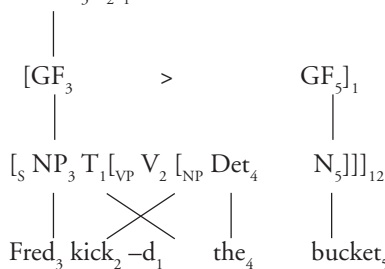 [GF₃ > GF₅]₁
[S NP₃ T₁[VP V₂ [NP Det₄ N₅]]]₁₂
Fred₃ kick₂ –d₁ the₄ bucket₅